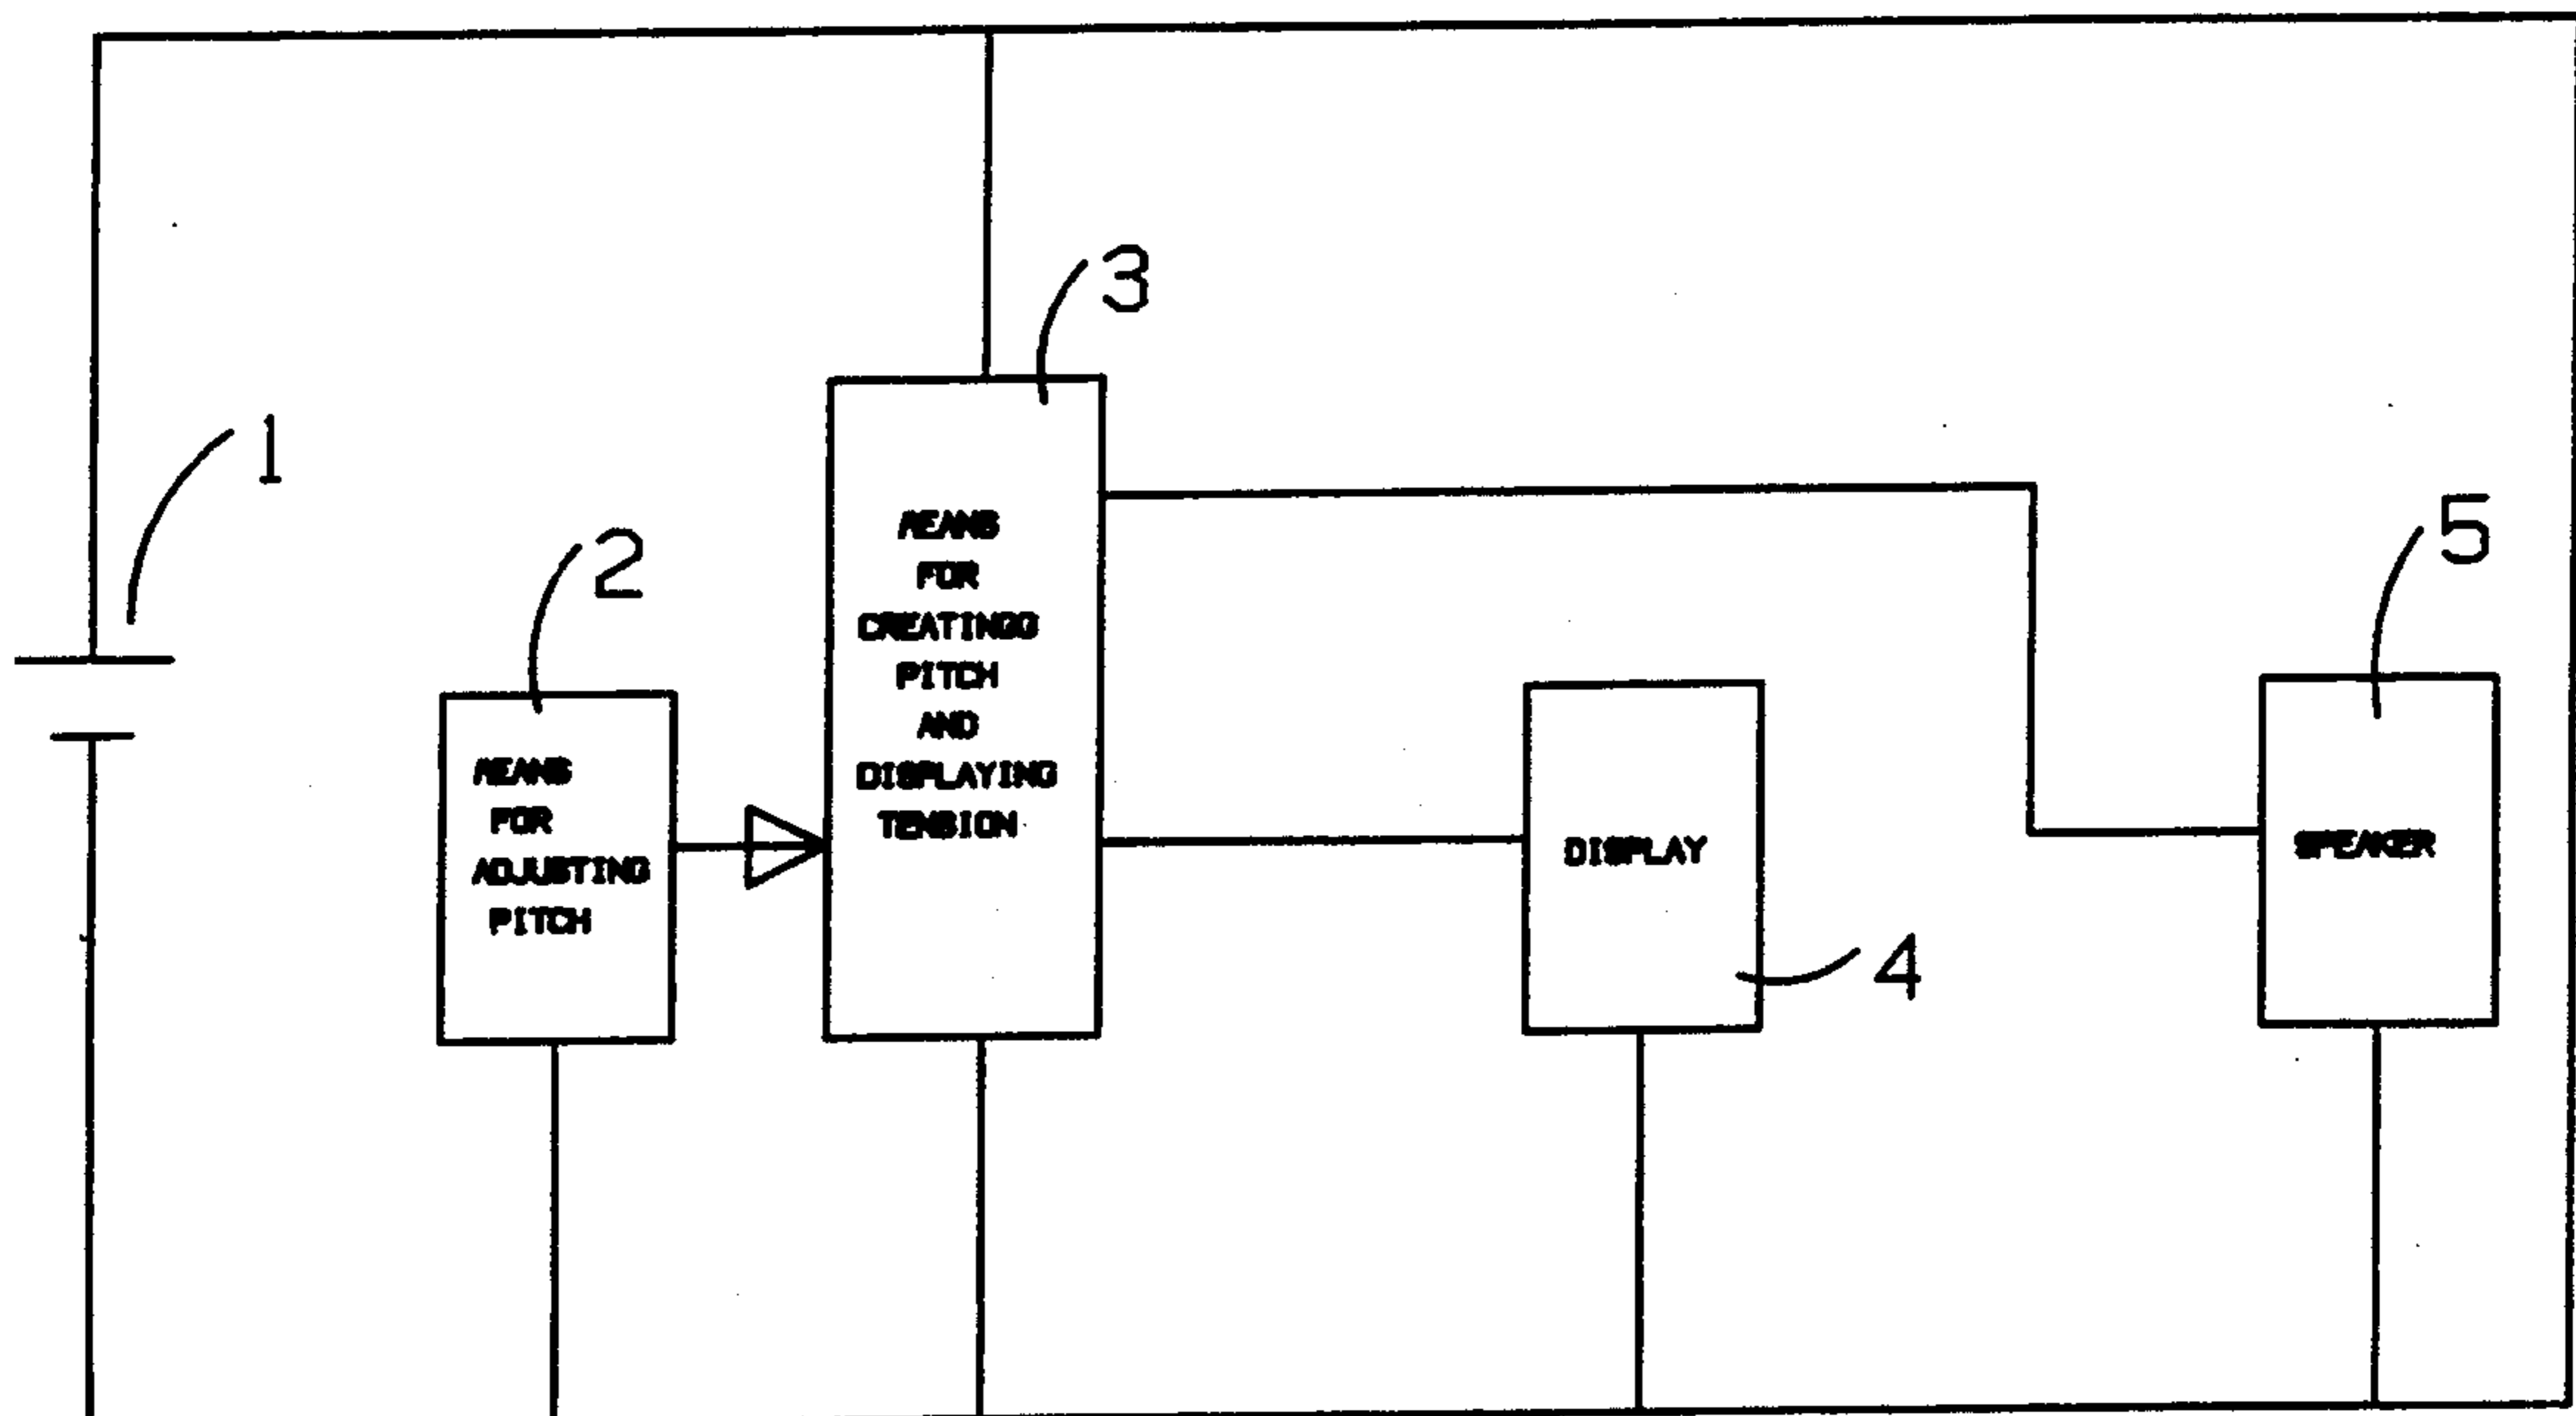 1
2
MEANS
FOR
ADJUSTING
PITCH
3
MEANS
FOR
CREATINGG
PITCH
AND
DISPLAYING
TENSION
DISPLAY
4
5
SPEAKER